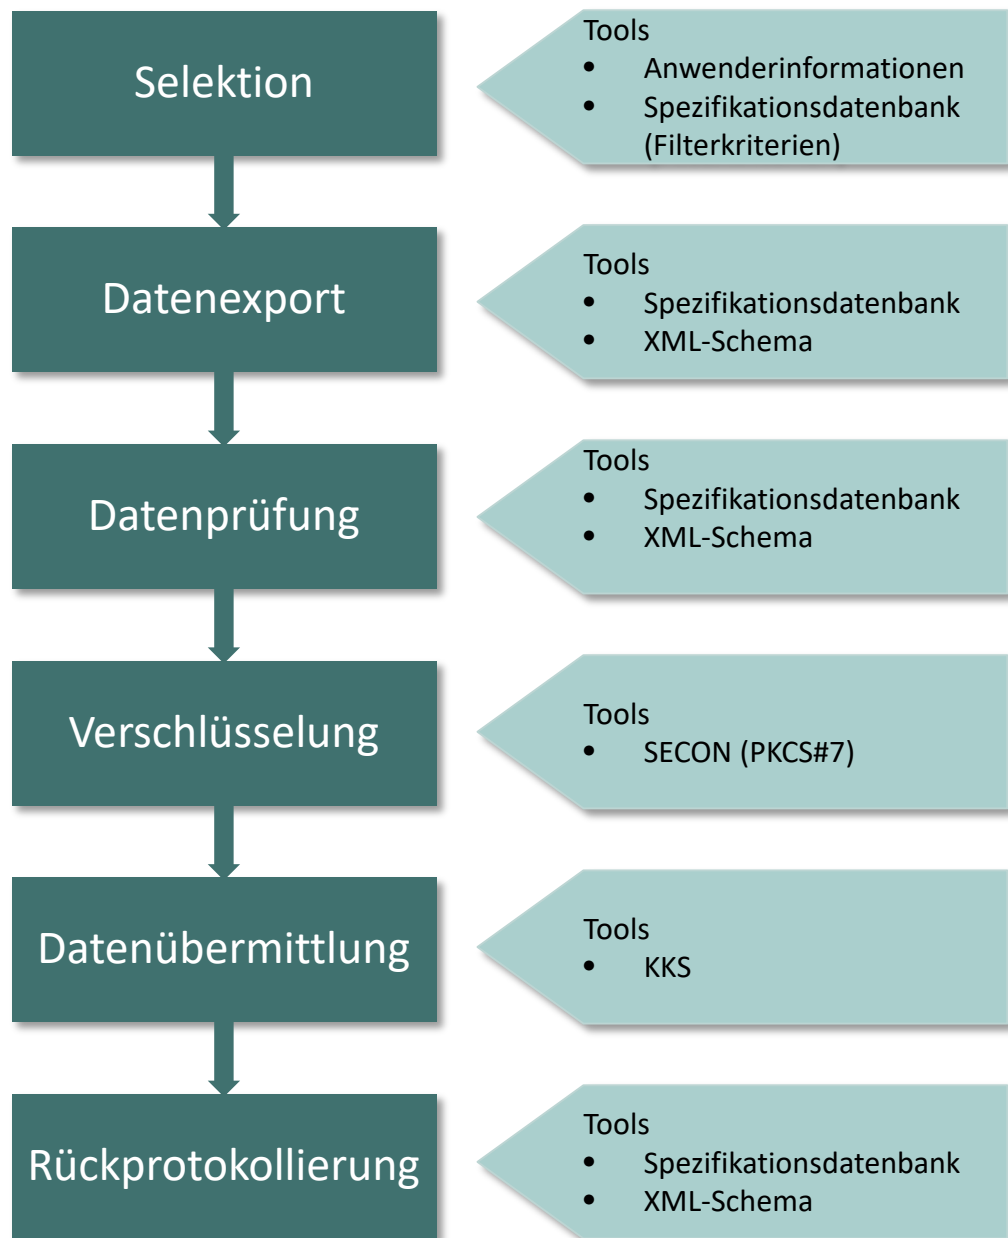 Selektion
Tools
• Anwenderinformationen
• Spezifikationsdatenbank
(Filterkriterien)
Datenexport
Tools
• Spezifikationsdatenbank
• XML-Schema
Datenprüfung
Tools
• Spezifikationsdatenbank
• XML-Schema
Verschlüsselung
Tools
• SECON (PKCS#7)
Datenübermittlung
Tools
• KKS
Rückprotokollierung
Tools
• Spezifikationsdatenbank
• XML-Schema